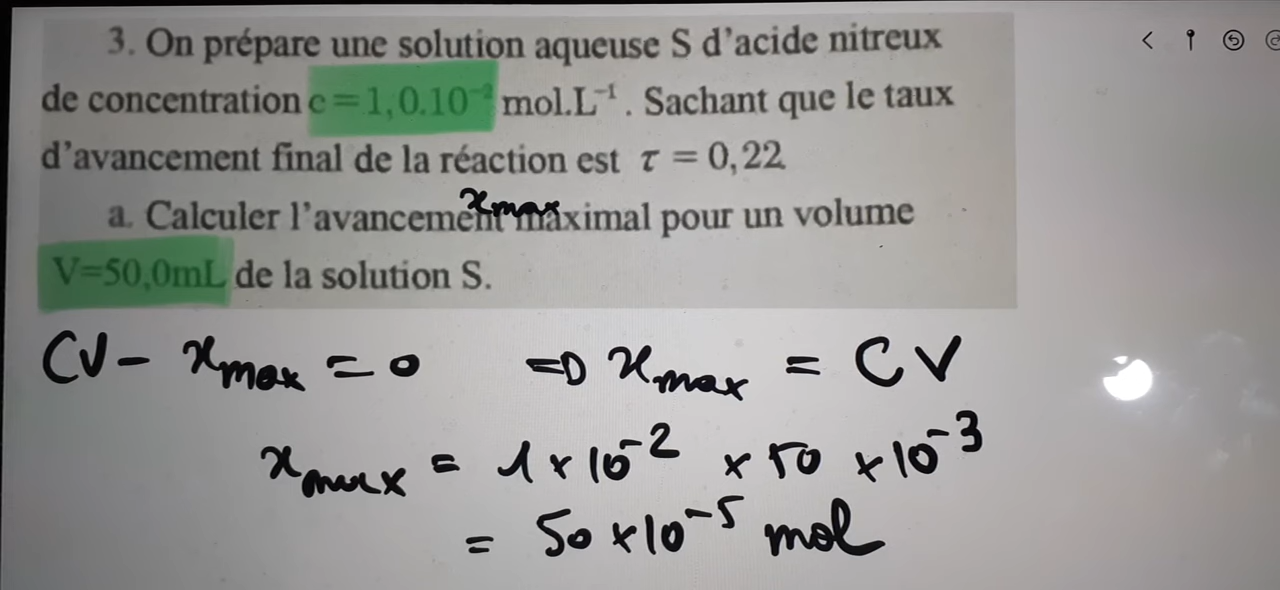 3. On prépare une solution aqueuse S d'acide nitreux
de concentration c = 1,0.10⁻² mol.L⁻¹. Sachant que le taux
d'avancement final de la réaction est τ = 0,22
xmax
a. Calculer l'avancement maximal pour un volume
V=50,0mL de la solution S.
CV - xmax = 0 => xmax = CV
xmax = 1 × 10⁻² × 50 × 10⁻³
= 50 × 10⁻⁵ mol